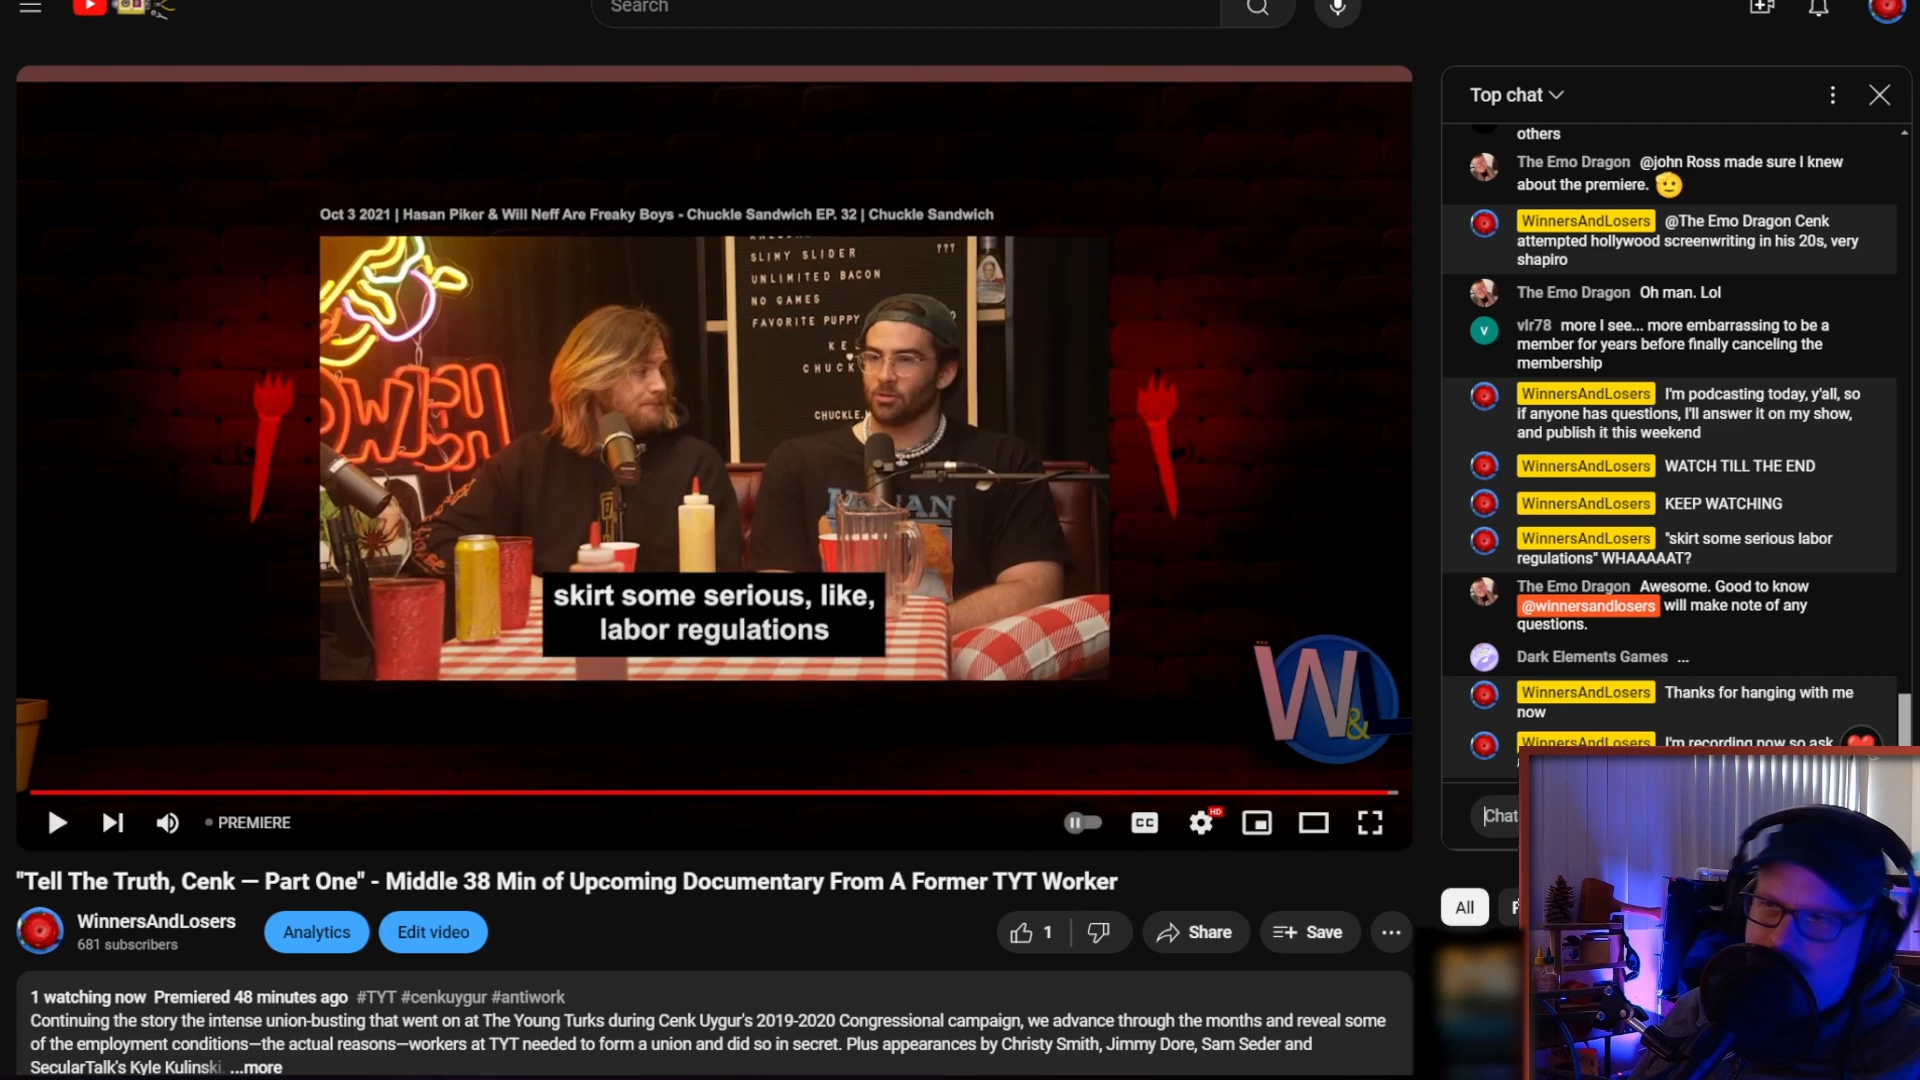 Search
Oct 3 2021 | Hasan Piker & Will Neff Are Freaky Boys - Chuckle Sandwich EP. 32 | Chuckle Sandwich
SLIMY SLIDER
???
UNLIMITED BACON
NO GAMES
FAVORITE PUPPY
CHUCK
CHUCKLE.
skirt some serious, like,
labor regulations
W&L
PREMIERE
CC
HD
"Tell The Truth, Cenk — Part One" - Middle 38 Min of Upcoming Documentary From A Former TYT Worker
WinnersAndLosers
681 subscribers
Analytics
Edit video
1
Share
Save
1 watching now Premiered 48 minutes ago #TYT #cenkuygur #antiwork
Continuing the story the intense union-busting that went on at The Young Turks during Cenk Uygur's 2019-2020 Congressional campaign, we advance through the months and reveal some
of the employment conditions—the actual reasons—workers at TYT needed to form a union and did so in secret. Plus appearances by Christy Smith, Jimmy Dore, Sam Seder and
SecularTalk's Kyle Kulinski. ...more
Top chat
others
The Emo Dragon @john Ross made sure I knew
about the premiere.
WinnersAndLosers @The Emo Dragon Cenk
attempted hollywood screenwriting in his 20s, very
shapiro
The Emo Dragon Oh man. Lol
v vlr78 more I see... more embarrassing to be a
member for years before finally canceling the
membership
WinnersAndLosers I'm podcasting today, y'all, so
if anyone has questions, I'll answer it on my show,
and publish it this weekend
WinnersAndLosers WATCH TILL THE END
WinnersAndLosers KEEP WATCHING
WinnersAndLosers "skirt some serious labor
regulations" WHAAAAAT?
The Emo Dragon Awesome. Good to know
@winnersandlosers will make note of any
questions.
Dark Elements Games ...
WinnersAndLosers Thanks for hanging with me
now
WinnersAndLosers I'm recording now so ask
Chat
All